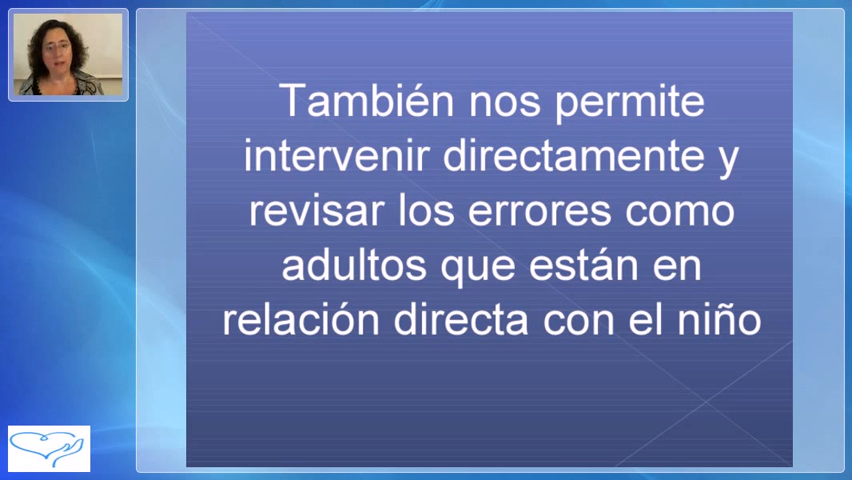 También nos permite
intervenir directamente y
revisar los errores como
adultos que están en
relación directa con el niño